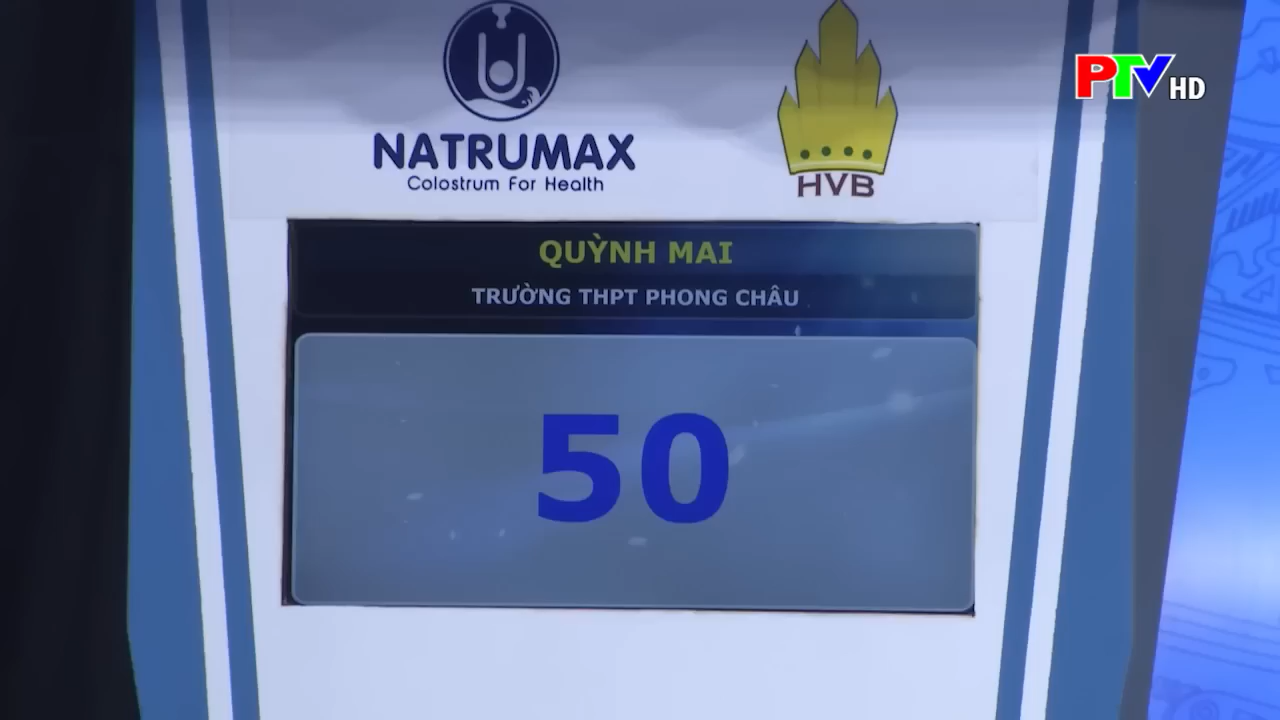 PTV HD
NATRUMAX
Colostrum For Health
HVB
QUỲNH MAI
TRƯỜNG THPT PHONG CHÂU
50